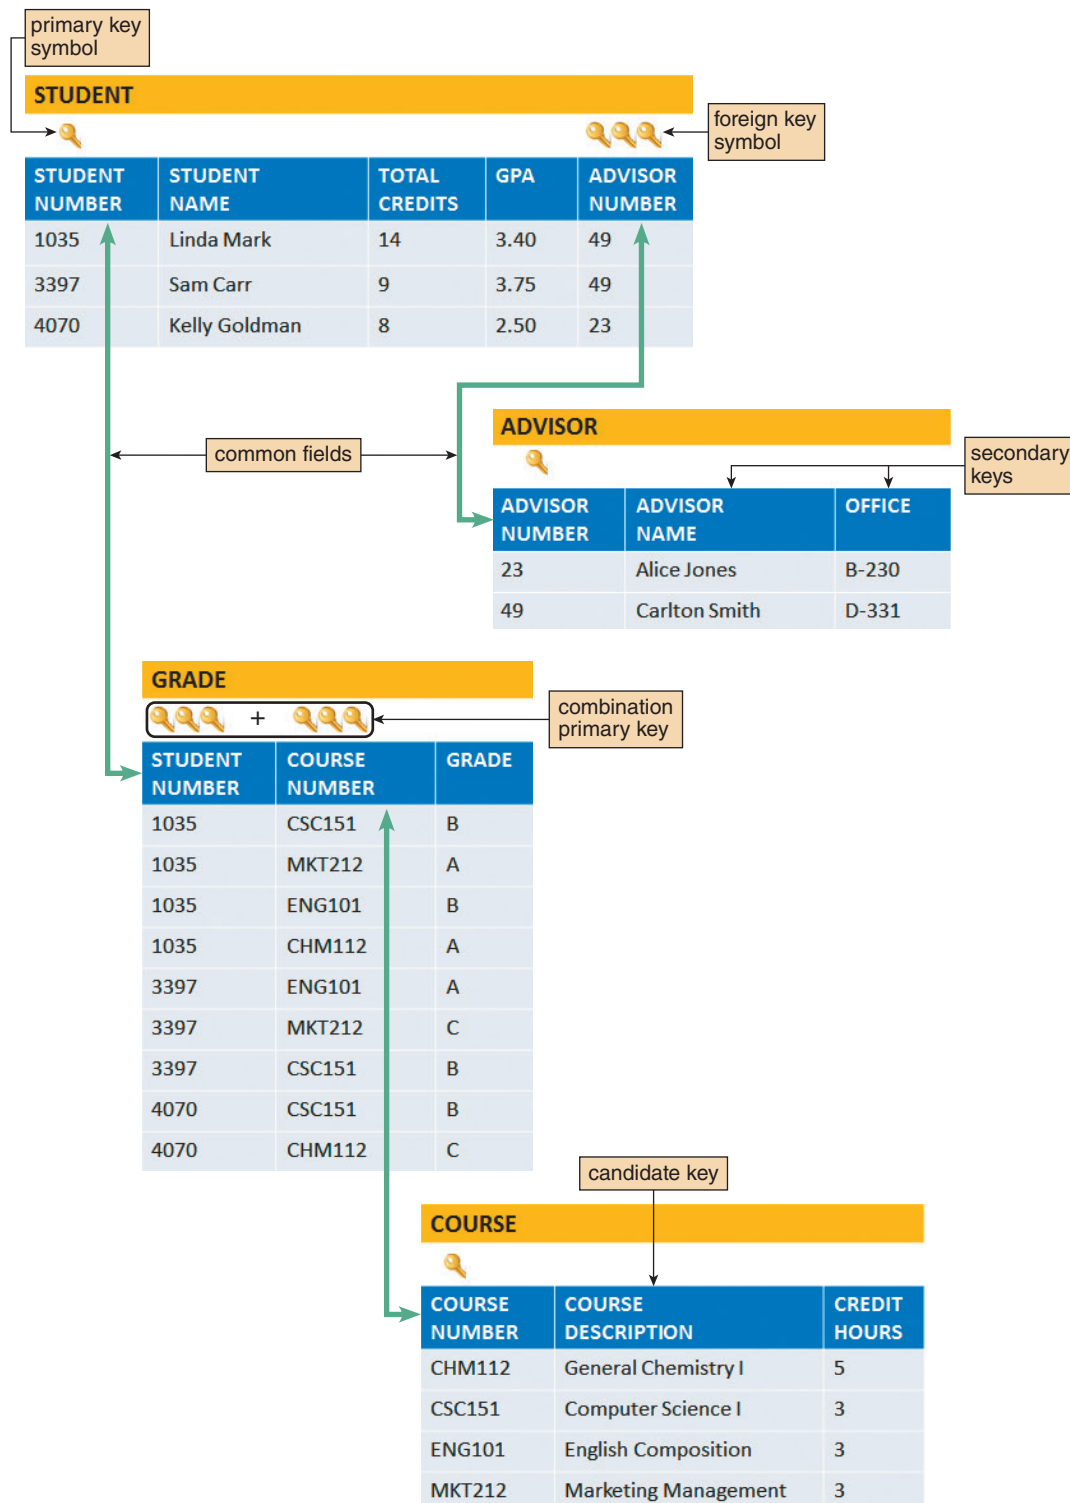 primary key
symbol
STUDENT
foreign key
symbol
STUDENT NUMBER STUDENT NAME TOTAL CREDITS GPA ADVISOR NUMBER
1035 Linda Mark 14 3.40 49
3397 Sam Carr 9 3.75 49
4070 Kelly Goldman 8 2.50 23
common fields
ADVISOR
secondary
keys
ADVISOR NUMBER ADVISOR NAME OFFICE
23 Alice Jones B-230
49 Carlton Smith D-331
GRADE
+
combination
primary key
STUDENT NUMBER COURSE NUMBER GRADE
1035 CSC151 B
1035 MKT212 A
1035 ENG101 B
1035 CHM112 A
3397 ENG101 A
3397 MKT212 C
3397 CSC151 B
4070 CSC151 B
4070 CHM112 C
candidate key
COURSE
COURSE NUMBER COURSE DESCRIPTION CREDIT HOURS
CHM112 General Chemistry I 5
CSC151 Computer Science I 3
ENG101 English Composition 3
MKT212 Marketing Management 3